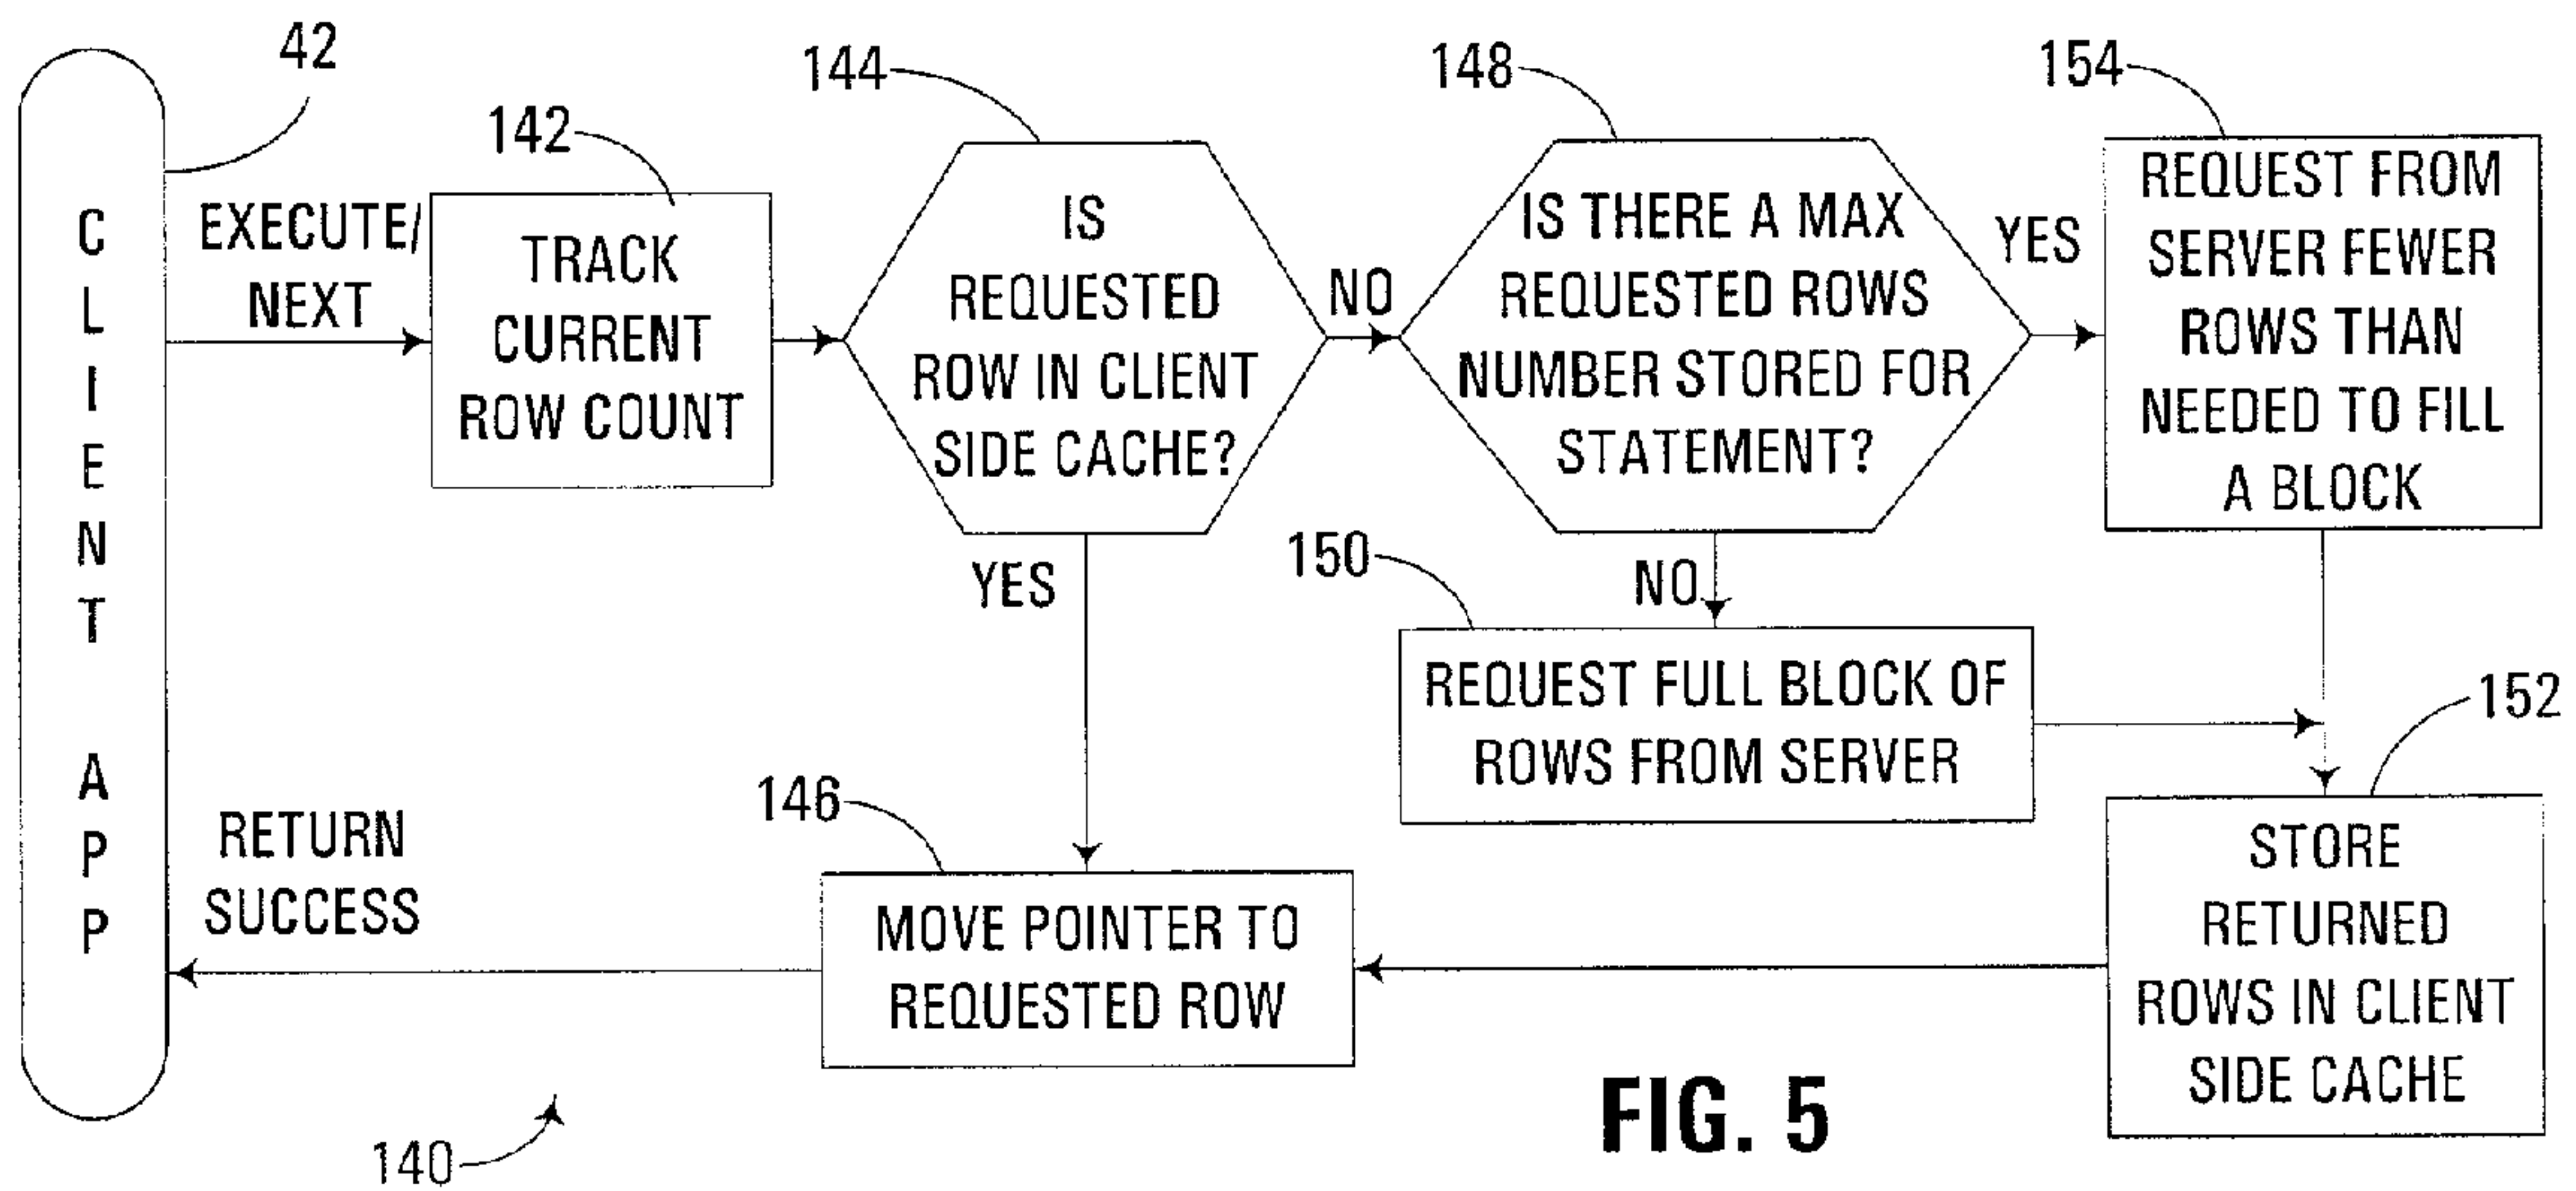 42
CLIENT APP
EXECUTE/
NEXT
142
TRACK
CURRENT
ROW COUNT
144
IS
REQUESTED
ROW IN CLIENT
SIDE CACHE?
NO
YES
148
IS THERE A MAX
REQUESTED ROWS
NUMBER STORED FOR
STATEMENT?
YES
NO
154
REQUEST FROM
SERVER FEWER
ROWS THAN
NEEDED TO FILL
A BLOCK
150
REQUEST FULL BLOCK OF
ROWS FROM SERVER
152
STORE
RETURNED
ROWS IN CLIENT
SIDE CACHE
146
MOVE POINTER TO
REQUESTED ROW
RETURN
SUCCESS
140
FIG. 5